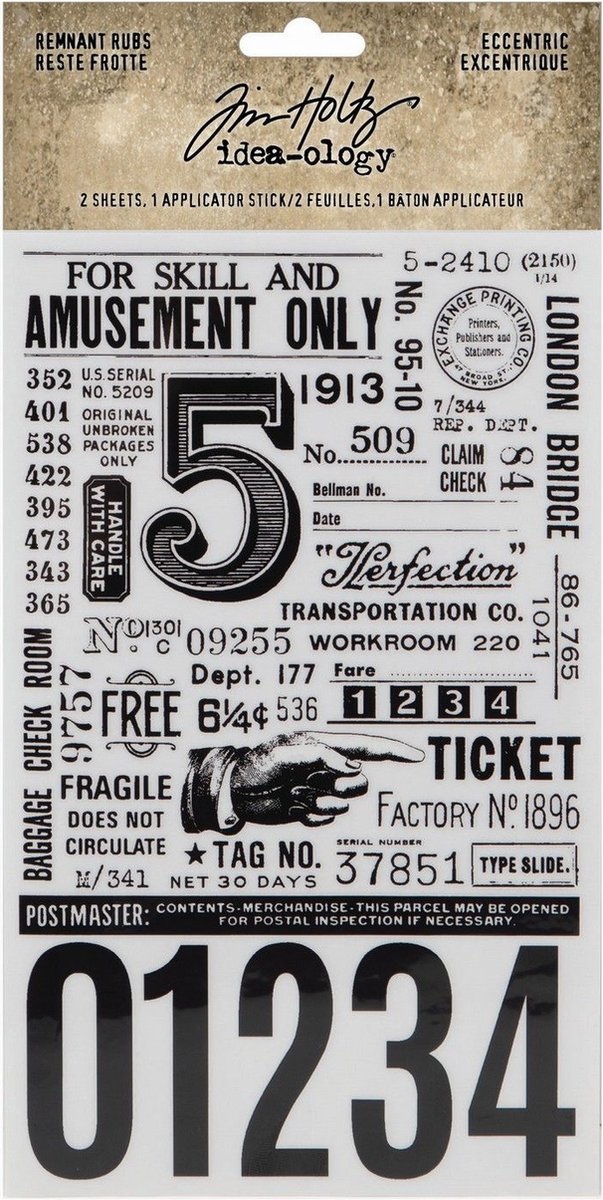 REMNANT RUBS
RESTE FROTTE
ECCENTRIC
EXCENTRIQUE
Tim Holtz
idea-ology
2 SHEETS, 1 APPLICATOR STICK/2 FEUILLES,1 BÂTON APPLICATEUR
FOR SKILL AND
AMUSEMENT ONLY
5-2410 (2150)
1/14
No. 95-10
EXCHANGE PRINTING CO.
Printers,
Publishers and
Stationers.
47 BROAD ST.
NEW YORK.
LONDON BRIDGE
352
401
538
422
395
473
343
365
U.S. SERIAL
NO. 5209
ORIGINAL
UNBROKEN
PACKAGES
ONLY
HANDLE
WITH CARE
5
1913
No. 509
7/344
REP. DEPT.
CLAIM
CHECK
84
Bellman No.
Date
"Herfection"
TRANSPORTATION CO.
No. 1301
C
09255
WORKROOM 220
1041
86-765
BAGGAGE CHECK ROOM
9757
FREE
Dept. 177
6¼¢ 536
Fare
1 2 3 4
TICKET
FACTORY No. 1896
FRAGILE
DOES NOT
CIRCULATE
M/341
★TAG NO.
NET 30 DAYS
SERIAL NUMBER
37851
TYPE SLIDE.
POSTMASTER: CONTENTS-MERCHANDISE-THIS PARCEL MAY BE OPENED
FOR POSTAL INSPECTION IF NECESSARY.
01234